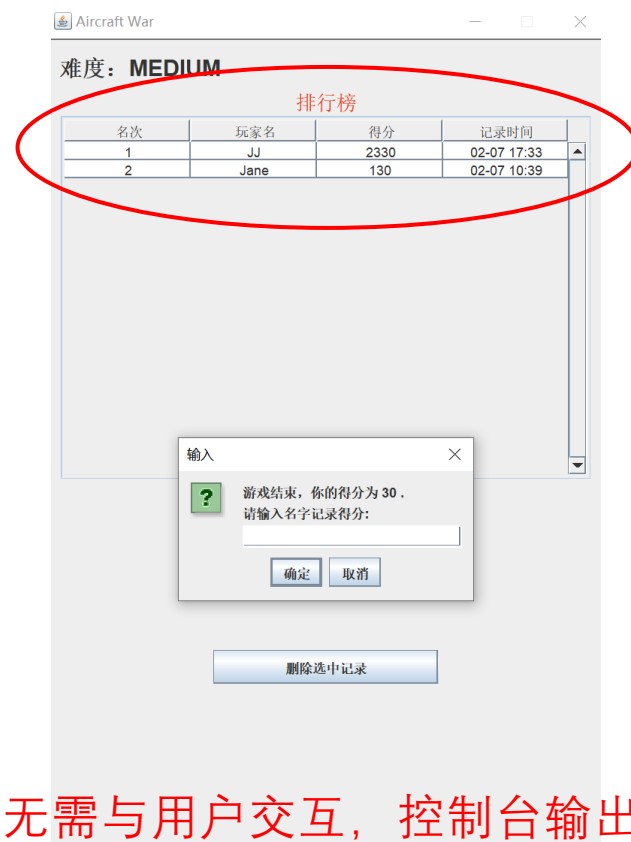 Aircraft War
难度：MEDIUM
排行榜
名次 玩家名 得分 记录时间
1 JJ 2330 02-07 17:33
2 Jane 130 02-07 10:39
输入
?
游戏结束，你的得分为 30 .
请输入名字记录得分:
确定 取消
删除选中记录
无需与用户交互，控制台输出